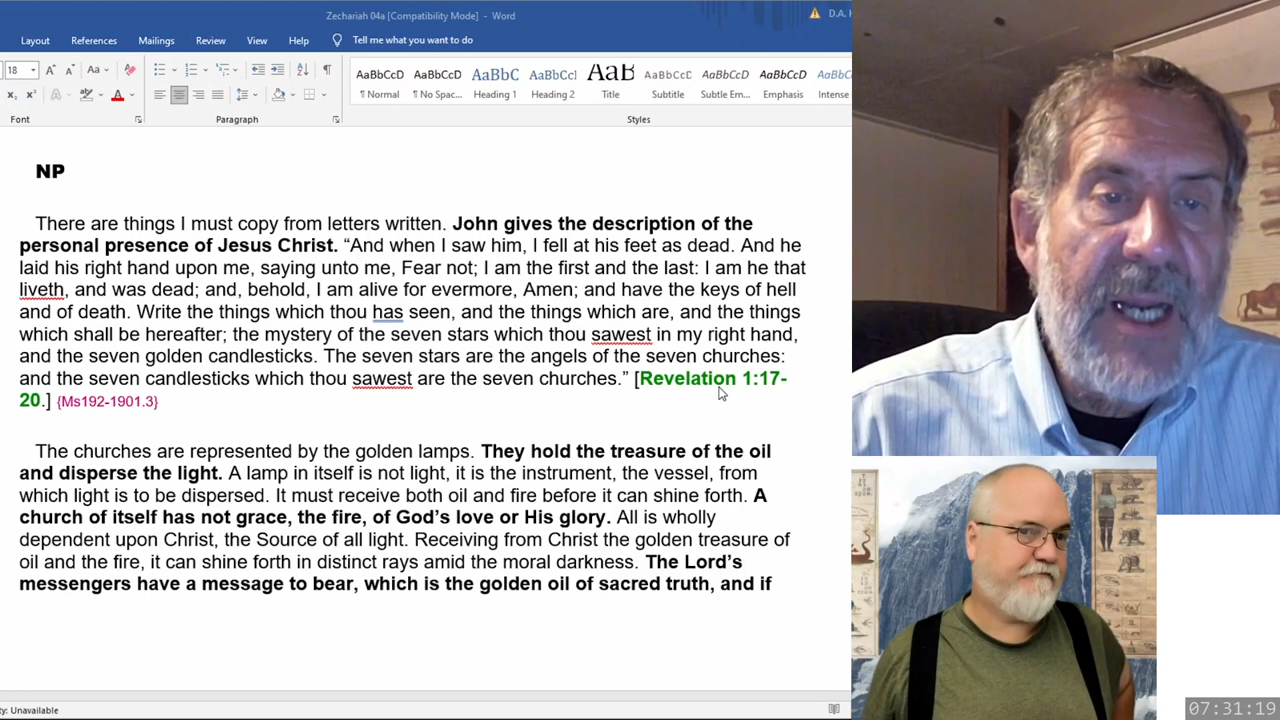 Zechariah 04a [Compatibility Mode] - Word
D.A.
Layout References Mailings Review View Help Tell me what you want to do
18 Aa
AaBbCcD AaBbCcD AaBbC AaBbCcI AaB AaBbCcD AaBbCcD AaBbCcD AaBbCcD
¶ Normal ¶ No Spac... Heading 1 Heading 2 Title Subtitle Subtle Em... Emphasis Intense
Font Paragraph Styles
NP
There are things I must copy from letters written. John gives the description of the
personal presence of Jesus Christ. “And when I saw him, I fell at his feet as dead. And he
laid his right hand upon me, saying unto me, Fear not; I am the first and the last: I am he that
liveth, and was dead; and, behold, I am alive for evermore, Amen; and have the keys of hell
and of death. Write the things which thou has seen, and the things which are, and the things
which shall be hereafter; the mystery of the seven stars which thou sawest in my right hand,
and the seven golden candlesticks. The seven stars are the angels of the seven churches:
and the seven candlesticks which thou sawest are the seven churches.” [Revelation 1:17-
20.] {Ms192-1901.3}
The churches are represented by the golden lamps. They hold the treasure of the oil
and disperse the light. A lamp in itself is not light, it is the instrument, the vessel, from
which light is to be dispersed. It must receive both oil and fire before it can shine forth. A
church of itself has not grace, the fire, of God’s love or His glory. All is wholly
dependent upon Christ, the Source of all light. Receiving from Christ the golden treasure of
oil and the fire, it can shine forth in distinct rays amid the moral darkness. The Lord’s
messengers have a message to bear, which is the golden oil of sacred truth, and if
ty: Unavailable
07:31:19